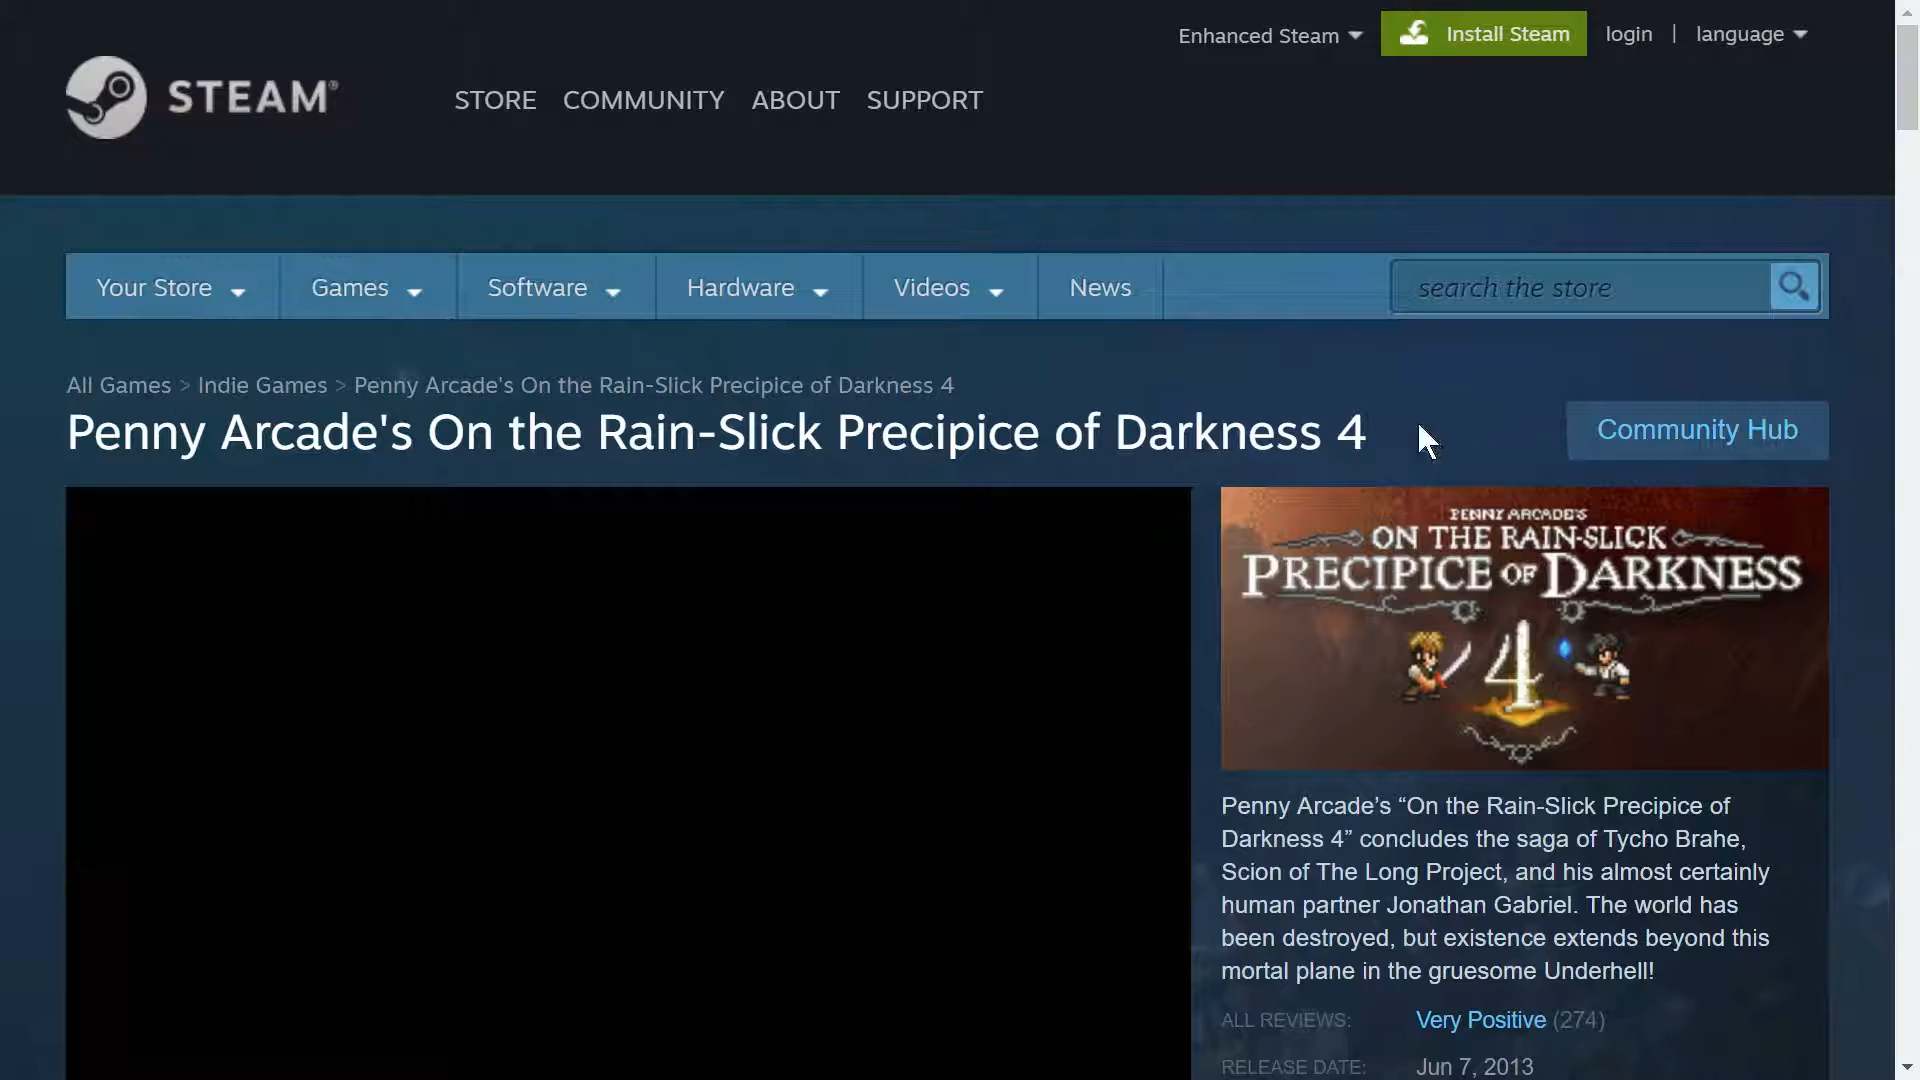 Enhanced Steam
Install Steam
login | language
STEAM®
STORE COMMUNITY ABOUT SUPPORT
Your Store Games Software Hardware Videos News
search the store
All Games > Indie Games > Penny Arcade's On the Rain-Slick Precipice of Darkness 4
Penny Arcade's On the Rain-Slick Precipice of Darkness 4
Community Hub
PENNY ARCADE'S
ON THE RAIN-SLICK
PRECIPICE OF DARKNESS
4
Penny Arcade’s “On the Rain-Slick Precipice of
Darkness 4” concludes the saga of Tycho Brahe,
Scion of The Long Project, and his almost certainly
human partner Jonathan Gabriel. The world has
been destroyed, but existence extends beyond this
mortal plane in the gruesome Underhell!
ALL REVIEWS: Very Positive (274)
RELEASE DATE: Jun 7, 2013